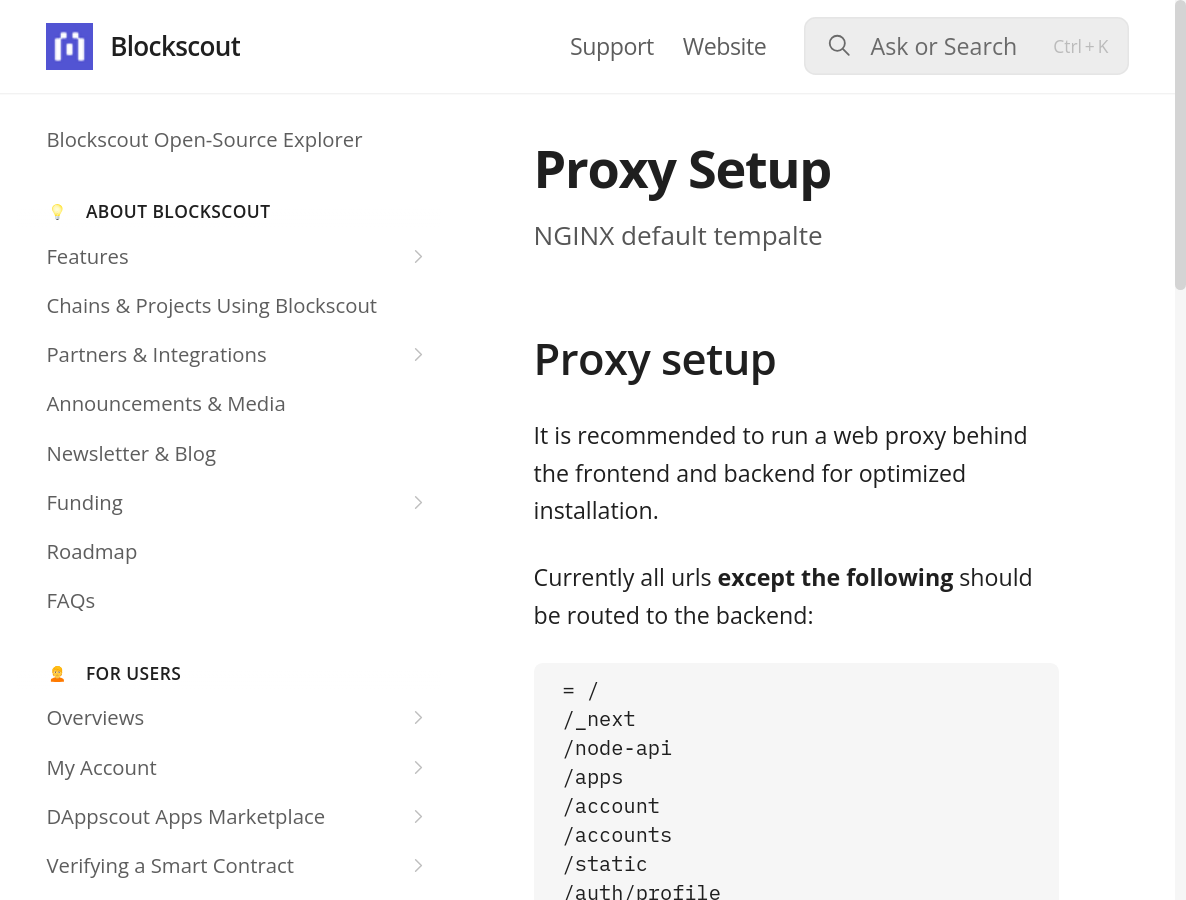 Blockscout
Support
Website
Ask or Search
Ctrl + K
Blockscout Open-Source Explorer
ABOUT BLOCKSCOUT
Features
Chains & Projects Using Blockscout
Partners & Integrations
Announcements & Media
Newsletter & Blog
Funding
Roadmap
FAQs
FOR USERS
Overviews
My Account
DAppscout Apps Marketplace
Verifying a Smart Contract
Proxy Setup
NGINX default tempalte
Proxy setup
It is recommended to run a web proxy behind
the frontend and backend for optimized
installation.
Currently all urls except the following should
be routed to the backend:
= /
/_next
/node-api
/apps
/account
/accounts
/static
/auth/profile